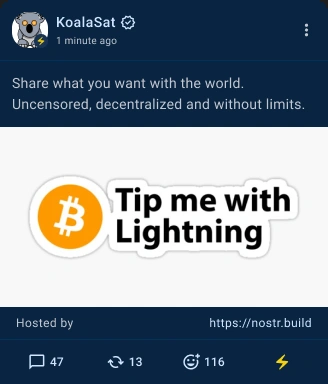 KoalaSat
1 minute ago
Share what you want with the world.
Uncensored, decentralized and without limits.
Tip me with
Lightning
Hosted by
https://nostr.build
47
13
116